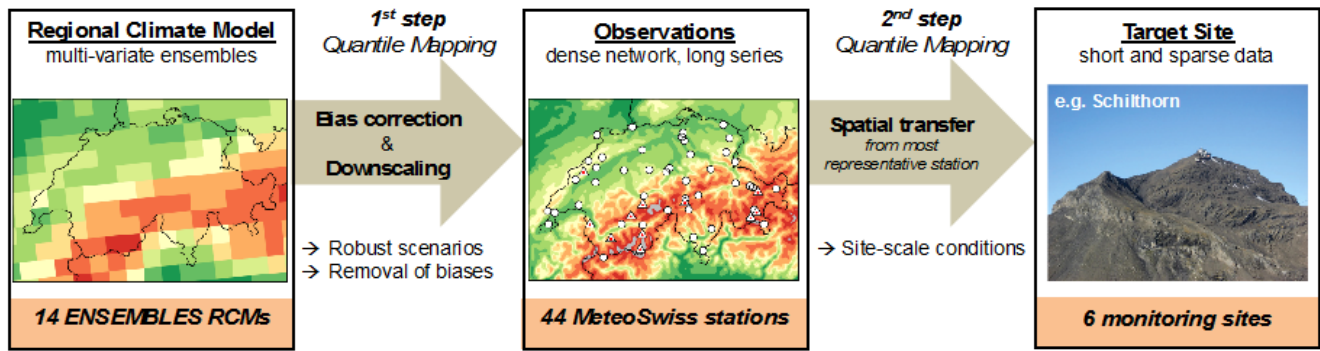 Regional Climate Model
multi-variate ensembles
14 ENSEMBLES RCMs
1st step
Quantile Mapping
Bias correction
&
Downscaling
→ Robust scenarios
→ Removal of biases
Observations
dense network, long series
44 MeteoSwiss stations
2nd step
Quantile Mapping
Spatial transfer
from most
representative station
→ Site-scale conditions
Target Site
short and sparse data
e.g. Schilthorn
6 monitoring sites